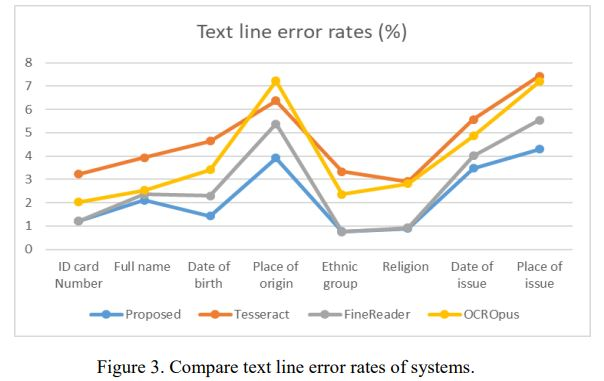 Text line error rates (%)
8
7
6
5
4
3
2
1
0
ID card Number Full name Date of birth Place of origin Ethnic group Religion Date of issue Place of issue
Proposed Tesseract FineReader OCROpus
Figure 3. Compare text line error rates of systems.